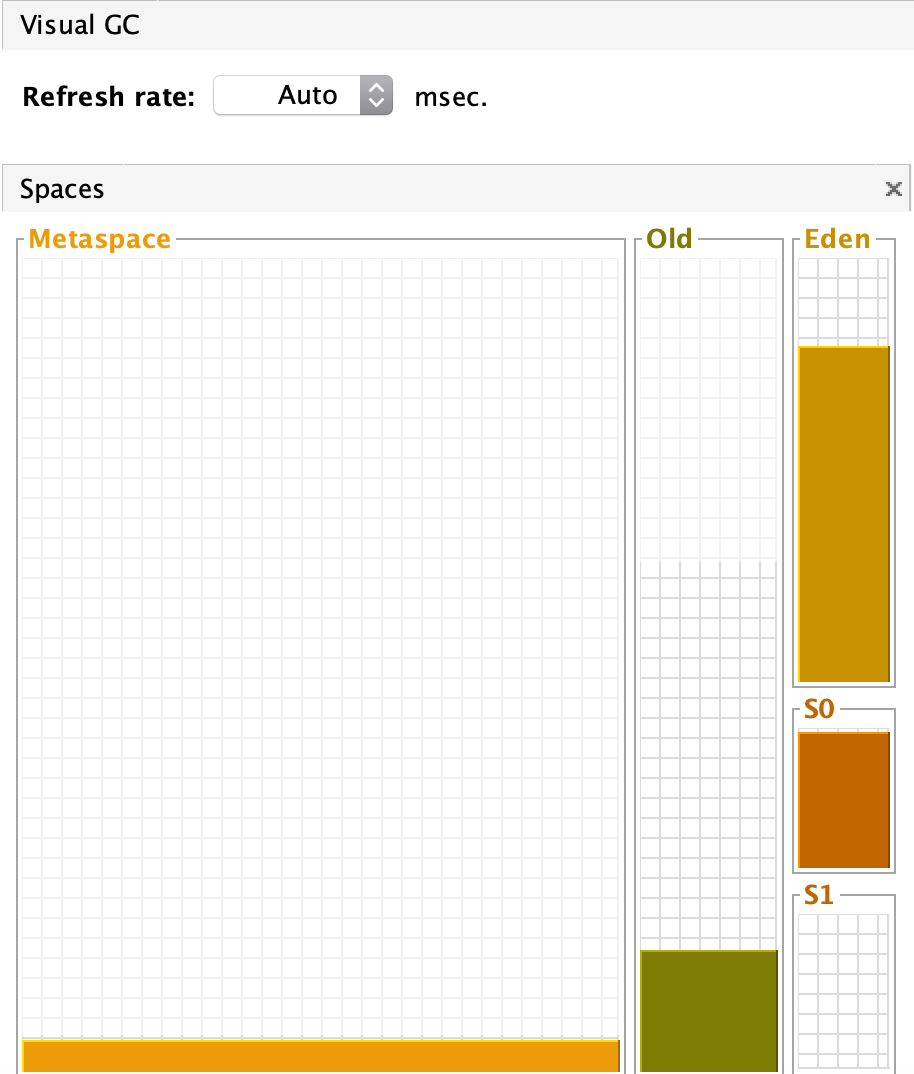 Visual GC
Refresh rate: Auto msec.
Spaces
Metaspace Old Eden
S0
S1